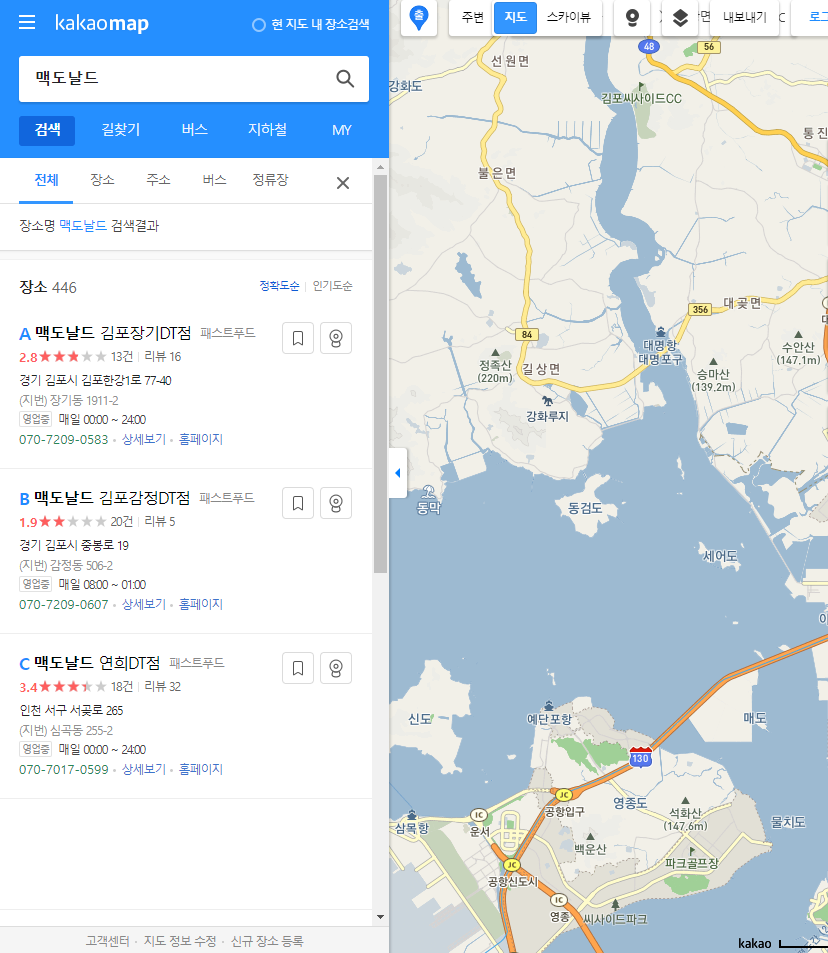 kakaomap
현 지도 내 장소검색
맥도날드
검색 길찾기 버스 지하철 MY
전체 장소 주소 버스 정류장
장소명 맥도날드 검색결과
장소 446
정확도순 인기도순
A 맥도날드 김포장기DT점 패스트푸드
2.8 13건 리뷰 16
경기 김포시 김포한강1로 77-40
(지번) 장기동 1911-2
영업중 매일 00:00 ~ 24:00
070-7209-0583 · 상세보기 · 홈페이지
B 맥도날드 김포감정DT점 패스트푸드
1.9 20건 리뷰 5
경기 김포시 중봉로 19
(지번) 감정동 506-2
영업중 매일 08:00 ~ 01:00
070-7209-0607 · 상세보기 · 홈페이지
C 맥도날드 연희DT점 패스트푸드
3.4 18건 리뷰 32
인천 서구 서곶로 265
(지번) 심곡동 255-2
영업중 매일 00:00 ~ 24:00
070-7017-0599 · 상세보기 · 홈페이지
고객센터 · 지도 정보 수정 · 신규 장소 등록
출
주변 지도 스카이뷰
내보내기
48
56
선원면
강화도
김포씨사이드CC
통진
불은면
356
대곶면
84
대명항
대명포구
수안산
(147.1m)
정족산
(220m)
길상면
승마산
(139.2m)
강화루지
동막
동검도
세어도
신도
예단포항
매도
130
JC
공항입구
영종도
석화산
(147.6m)
삼목항
IC
운서
물치도
백운산
파크골프장
JC
공항신도시
IC
영종
씨사이드파크
kakao